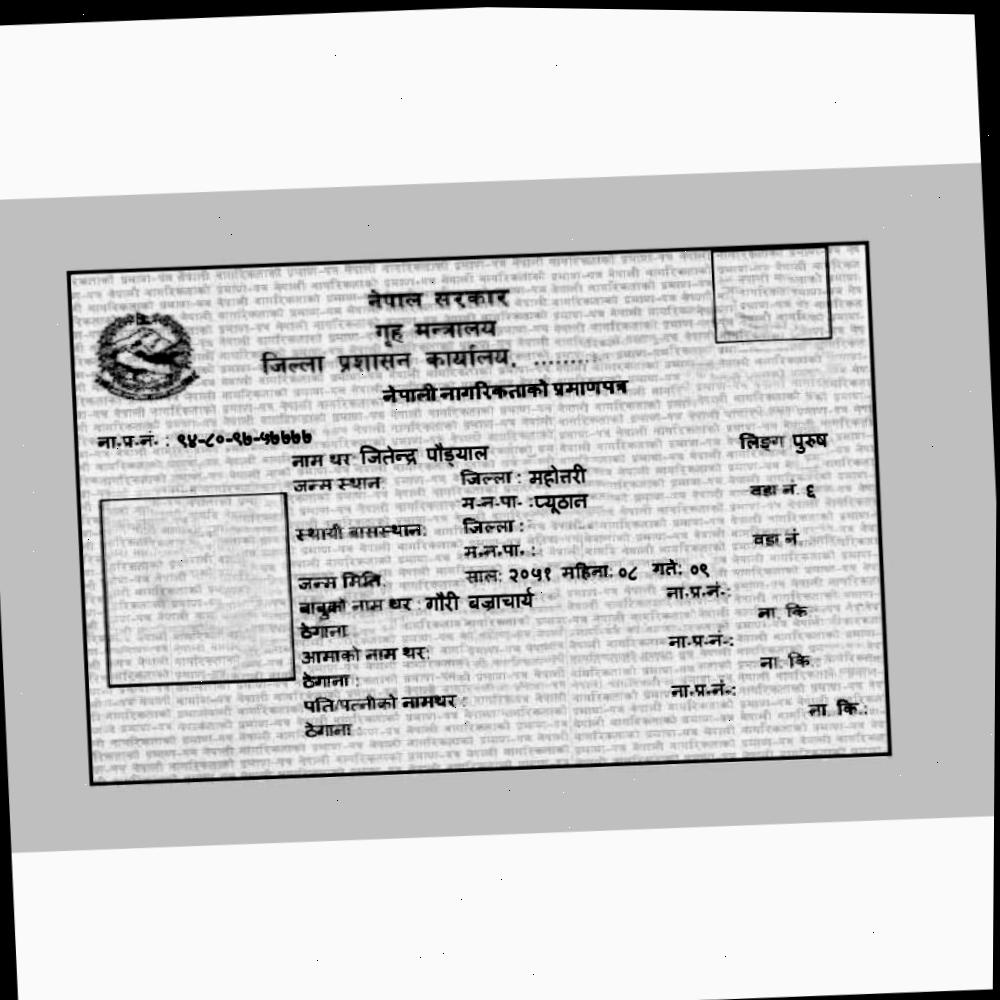 नेपाल सरकार
गृह मन्त्रालय
जिल्ला प्रशासन कार्यालय, .........
नेपाली नागरिकताको प्रमाणपत्र
ना.प्र.नं. : ९४-८०-९७-५७७७७
लिङ्ग पुरुष
नाम थर जितेन्द्र पौड्याल
जन्म स्थान जिल्ला : महोत्तरी
म.न.पा. :प्यूठान वडा नं. ६
स्थायी बासस्थान: जिल्ला :
म.न.पा. : वडा नं.
जन्म मिति: साल: २०५१ महिना: ०८ गते: ०९
बाबुको नाम थर : गौरी बज्राचार्य ना.प्र.नं.:
ठेगाना ना. कि
आमाको नाम थर: ना.प्र.नं.:
ठेगाना : ना. कि.:
पति/पत्नीको नामथर : ना.प्र.नं.:
ठेगाना : ना. कि.: